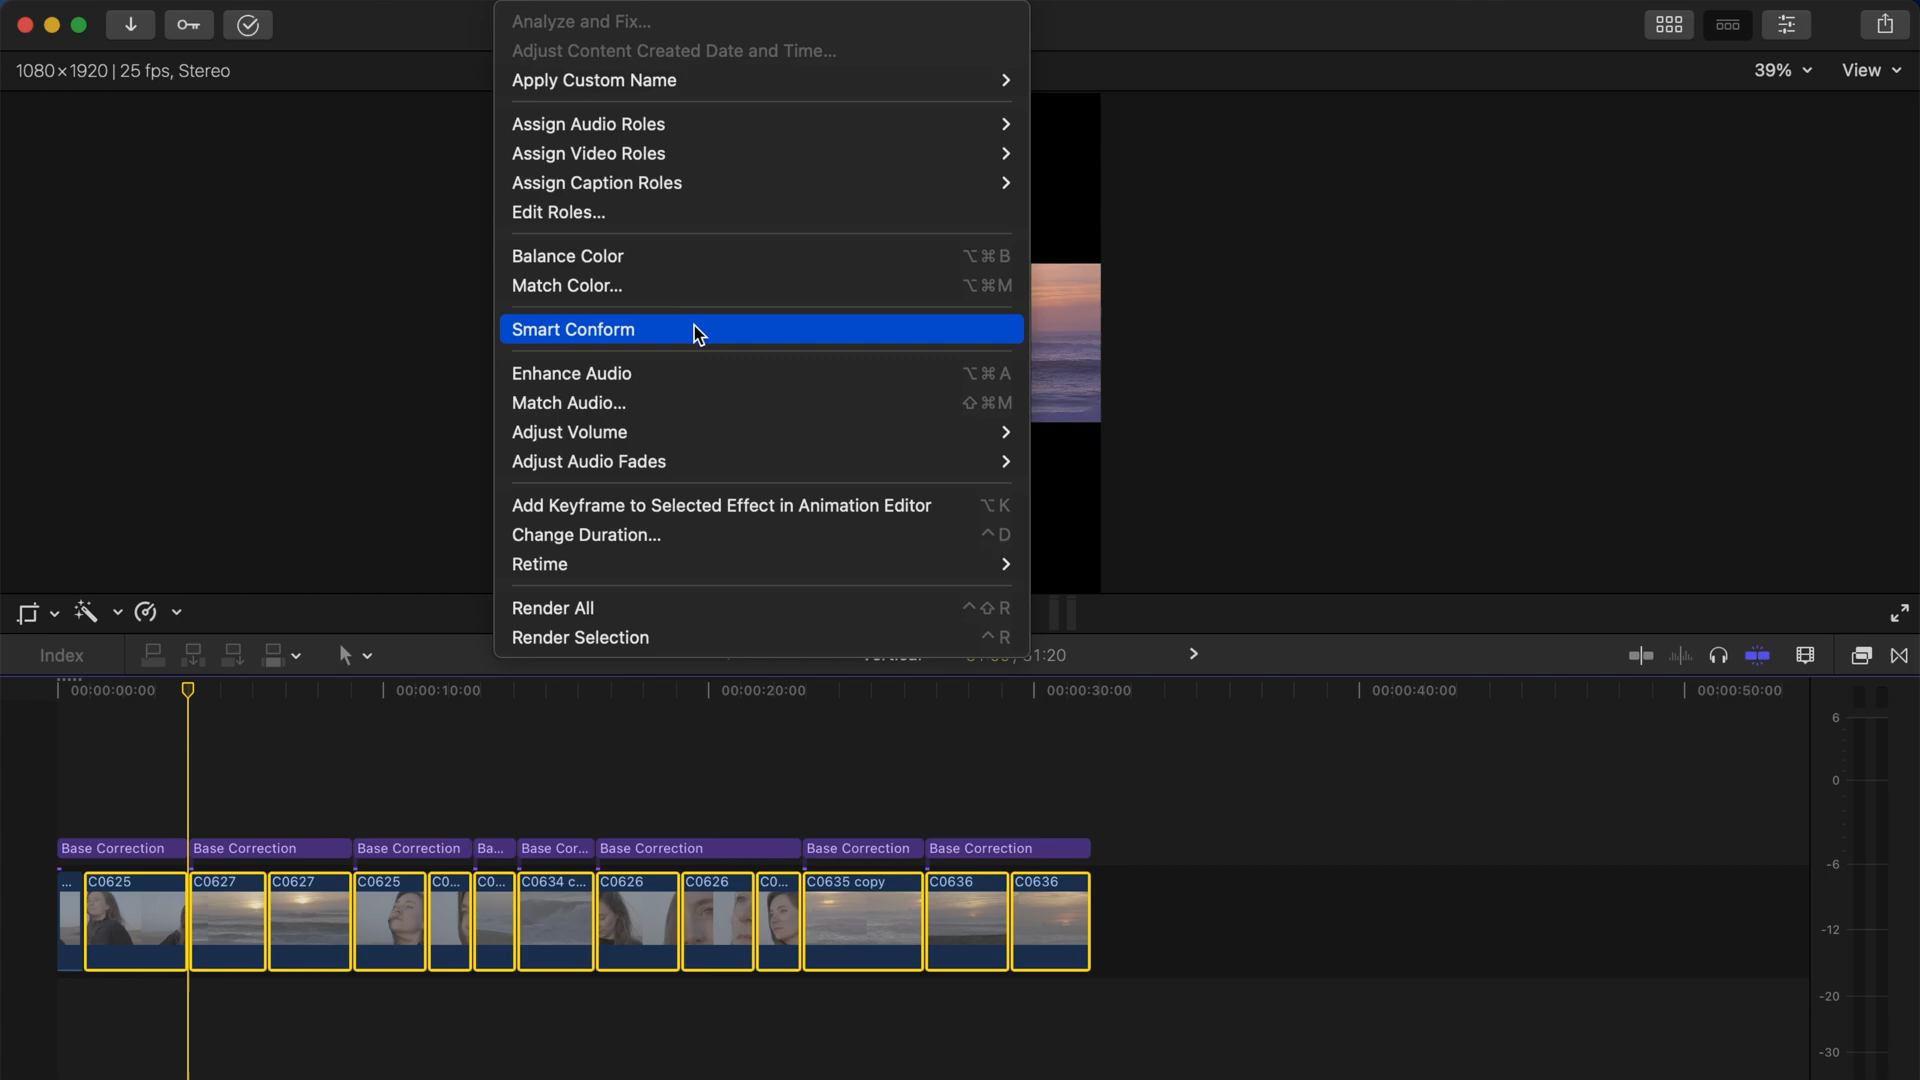 Analyze and Fix...
Adjust Content Created Date and Time...
1080×1920 | 25 fps, Stereo
39%
View
Apply Custom Name
Assign Audio Roles
Assign Video Roles
Assign Caption Roles
Edit Roles...
Balance Color ⌥⌘B
Match Color... ⌥⌘M
Smart Conform
Enhance Audio ⌥⌘A
Match Audio... ⇧⌘M
Adjust Volume
Adjust Audio Fades
Add Keyframe to Selected Effect in Animation Editor ⌥K
Change Duration... ^D
Retime
Render All ^⇧R
Render Selection ^R
Index
00:00:00:00 00:00:10:00 00:00:20:00 00:00:30:00 00:00:40:00 00:00:50:00
6
0
-6
-12
-20
-30
Base Correction Base Correction Base Correction Ba... Base Cor... Base Correction Base Correction Base Correction
... C0625 C0627 C0627 C0625 C0... C0... C0634 c... C0626 C0626 C0... C0635 copy C0636 C0636